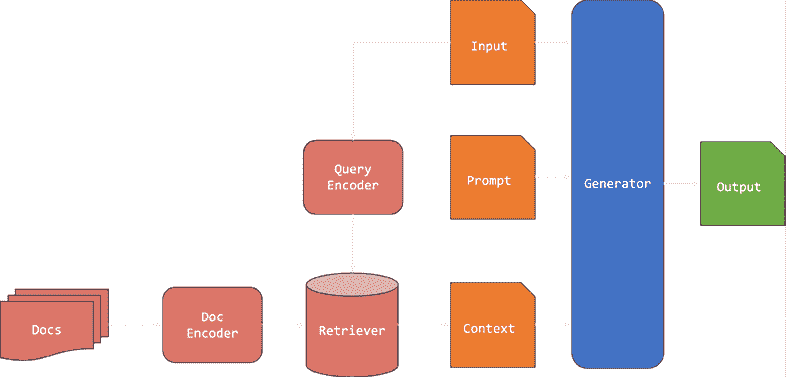 Input
Query
Encoder
Prompt
Generator
Output
Docs
Doc
Encoder
Retriever
Context